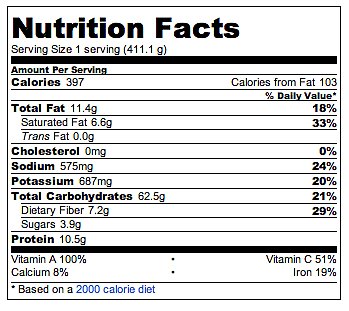 Nutrition Facts
Serving Size 1 serving (411.1 g)
Amount Per Serving
Calories 397 Calories from Fat 103
% Daily Value*
Total Fat 11.4g 18%
Saturated Fat 6.6g 33%
Trans Fat 0.0g
Cholesterol 0mg 0%
Sodium 575mg 24%
Potassium 687mg 20%
Total Carbohydrates 62.5g 21%
Dietary Fiber 7.2g 29%
Sugars 3.9g
Protein 10.5g
Vitamin A 100% • Vitamin C 51%
Calcium 8% • Iron 19%
* Based on a 2000 calorie diet